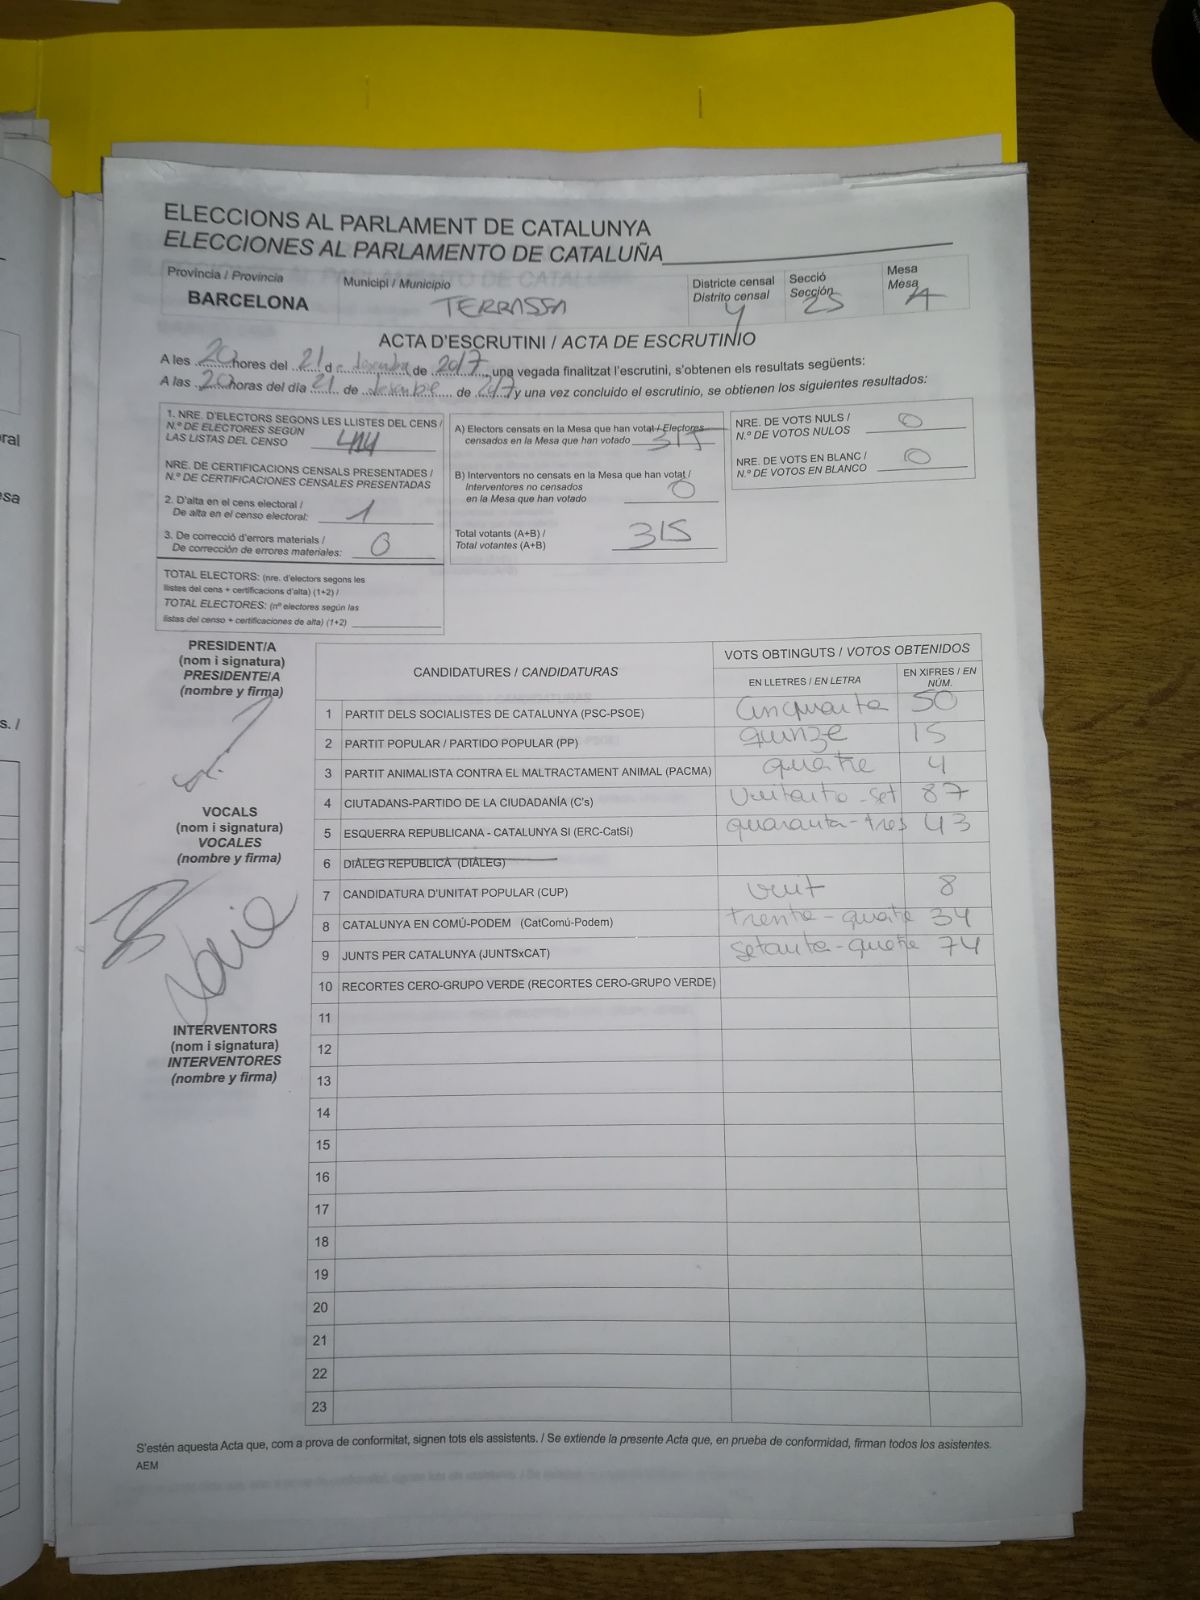 ELECCIONS AL PARLAMENT DE CATALUNYA
ELECCIONES AL PARLAMENTO DE CATALUÑA
Província / Provincia
BARCELONA
Municipi / Municipio
TERRASSA
Districte censal
Distrito censal
4
Secció
Sección
25
Mesa
Mesa
A
ACTA D'ESCRUTINI / ACTA DE ESCRUTINIO
A les 20 hores del 21 d e desembre de 2017, una vegada finalitzat l'escrutini, s'obtenen els resultats següents:
A las 20 horas del día 21 de desembre de 2017 y una vez concluido el escrutinio, se obtienen los siguientes resultados:
1. NRE. D'ELECTORS SEGONS LES LLISTES DEL CENS /
N.º DE ELECTORES SEGÚN
LAS LISTAS DEL CENSO 414
NRE. DE CERTIFICACIONS CENSALS PRESENTADES /
N.º DE CERTIFICACIONES CENSALES PRESENTADAS
2. D'alta en el cens electoral /
De alta en el censo electoral: 1
3. De correcció d'errors materials /
De corrección de errores materiales: 0
TOTAL ELECTORS: (nre. d'electors segons les
llistes del cens + certificacions d'alta) (1+2) /
TOTAL ELECTORES: (nº electores según las
listas del censo + certificaciones de alta) (1+2)
A) Electors censats en la Mesa que han votat / Electores
censados en la Mesa que han votado 315
B) Interventors no censats en la Mesa que han votat /
Interventores no censados
en la Mesa que han votado 0
Total votants (A+B) /
Total votantes (A+B) 315
NRE. DE VOTS NULS /
N.º DE VOTOS NULOS 0
NRE. DE VOTS EN BLANC /
N.º DE VOTOS EN BLANCO 0
PRESIDENT/A
(nom i signatura)
PRESIDENTE/A
(nombre y firma)
VOCALS
(nom i signatura)
VOCALES
(nombre y firma)
INTERVENTORS
(nom i signatura)
INTERVENTORES
(nombre y firma)
CANDIDATURES / CANDIDATURAS
VOTS OBTINGUTS / VOTOS OBTENIDOS
EN LLETRES / EN LETRA
EN XIFRES / EN NÚM.
1 PARTIT DELS SOCIALISTES DE CATALUNYA (PSC-PSOE) Cinquanta 50
2 PARTIT POPULAR / PARTIDO POPULAR (PP) quinze 15
3 PARTIT ANIMALISTA CONTRA EL MALTRACTAMENT ANIMAL (PACMA) quatre 4
4 CIUTADANS-PARTIDO DE LA CIUDADANÍA (C's) Vuitanta-set 87
5 ESQUERRA REPUBLICANA - CATALUNYA SI (ERC-CatSí) quaranta-tres 43
6 DIÀLEG REPUBLICÀ (DIÀLEG)
7 CANDIDATURA D'UNITAT POPULAR (CUP) vuit 8
8 CATALUNYA EN COMÚ-PODEM (CatComú-Podem) trenta-quatre 34
9 JUNTS PER CATALUNYA (JUNTSxCAT) setanta-quatre 74
10 RECORTES CERO-GRUPO VERDE (RECORTES CERO-GRUPO VERDE)
11
12
13
14
15
16
17
18
19
20
21
22
23
S'estén aquesta Acta que, com a prova de conformitat, signen tots els assistents. / Se extiende la presente Acta que, en prueba de conformidad, firman todos los asistentes.
AEM